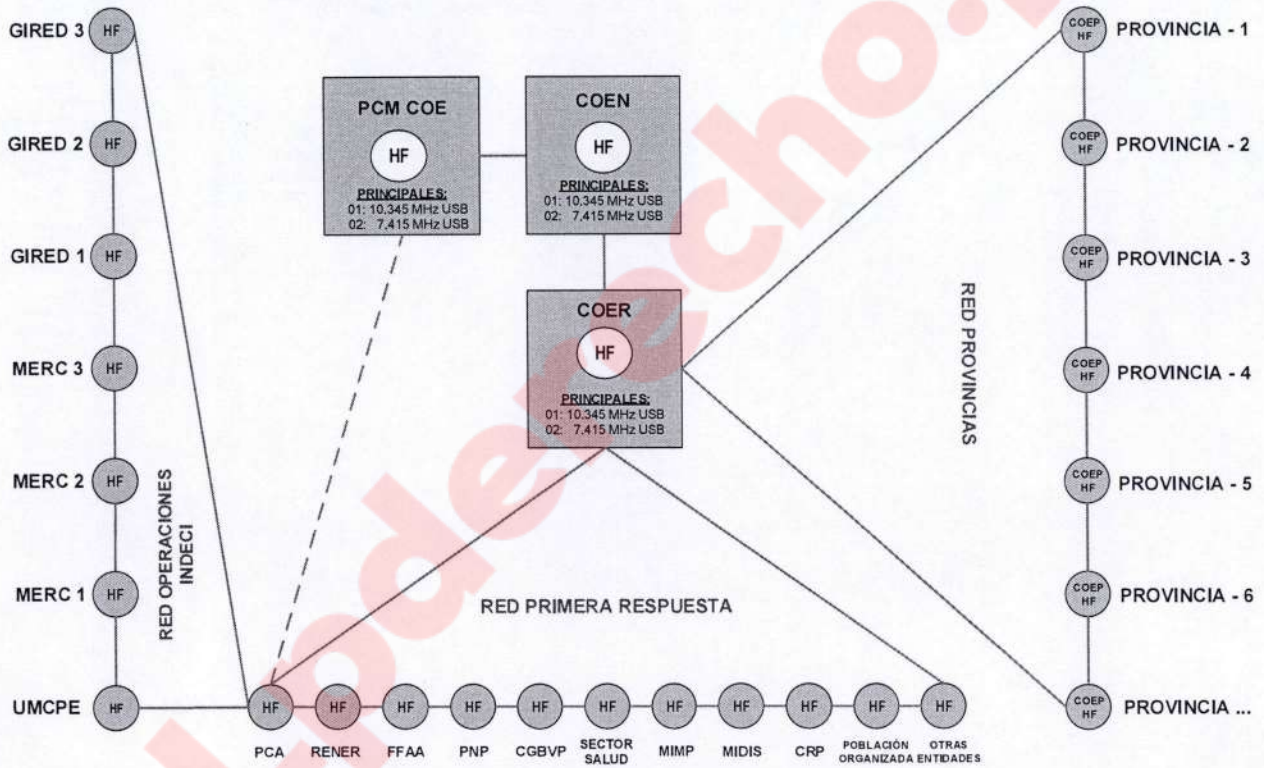 GIRED 3
HF
GIRED 2
HF
GIRED 1
HF
MERC 3
HF
MERC 2
HF
MERC 1
HF
UMCPE
HF
RED OPERACIONES
INDECI
PCM COE
HF
PRINCIPALES:
01: 10.345 MHz USB
02: 7.415 MHz USB
COEN
HF
PRINCIPALES:
01: 10.345 MHz USB
02: 7.415 MHz USB
COER
HF
PRINCIPALES:
01: 10.345 MHz USB
02: 7.415 MHz USB
RED PRIMERA RESPUESTA
HF
PCA
HF
RENER
HF
FFAA
HF
PNP
HF
CGBVP
HF
SECTOR
SALUD
HF
MIMP
HF
MIDIS
HF
CRP
HF
POBLACIÓN
ORGANIZADA
HF
OTRAS
ENTIDADES
RED PROVINCIAS
COEP
HF
PROVINCIA - 1
COEP
HF
PROVINCIA - 2
COEP
HF
PROVINCIA - 3
COEP
HF
PROVINCIA - 4
COEP
HF
PROVINCIA - 5
COEP
HF
PROVINCIA - 6
COEP
HF
PROVINCIA ...
lpderecho.p